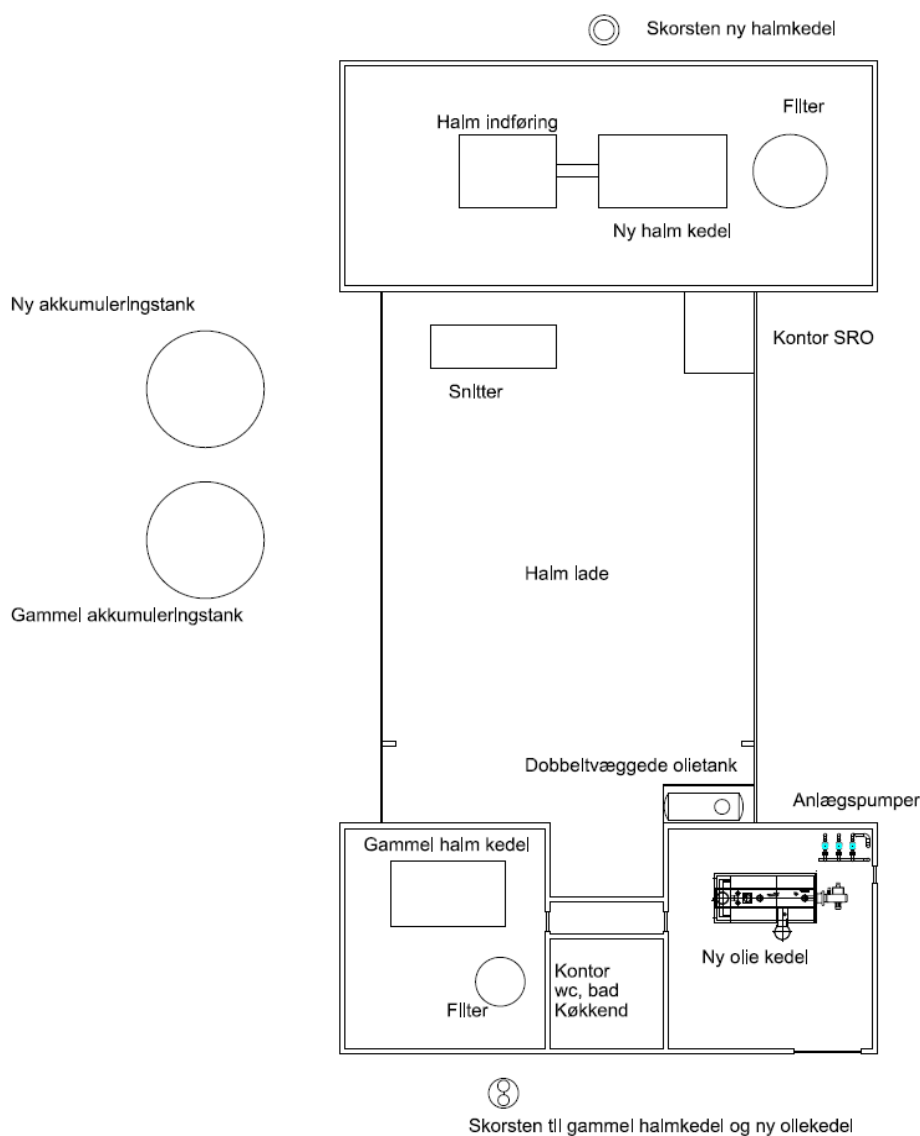 Skorsten ny halmkedel
Filter
Halm indføring
Ny halm kedel
Ny akkumuleringstank
Kontor SRO
Snitter
Halm lade
Gammel akkumuleringstank
Dobbeltvæggede olietank
Anlægspumper
Gammel halm kedel
Ny olie kedel
Kontor
wc, bad
Køkkend
Filter
Skorsten til gammel halmkedel og ny oliekedel